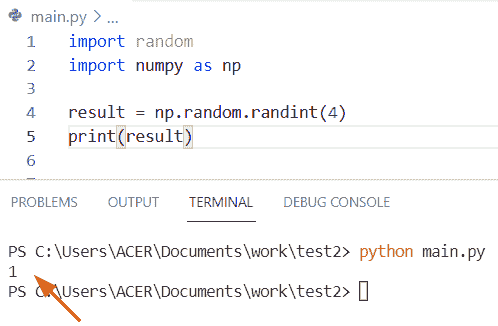 main.py > ...
1 import random
2 import numpy as np
3
4 result = np.random.randint(4)
5 print(result)
6
PROBLEMS OUTPUT TERMINAL DEBUG CONSOLE
PS C:\Users\ACER\Documents\work\test2> python main.py
1
PS C:\Users\ACER\Documents\work\test2>